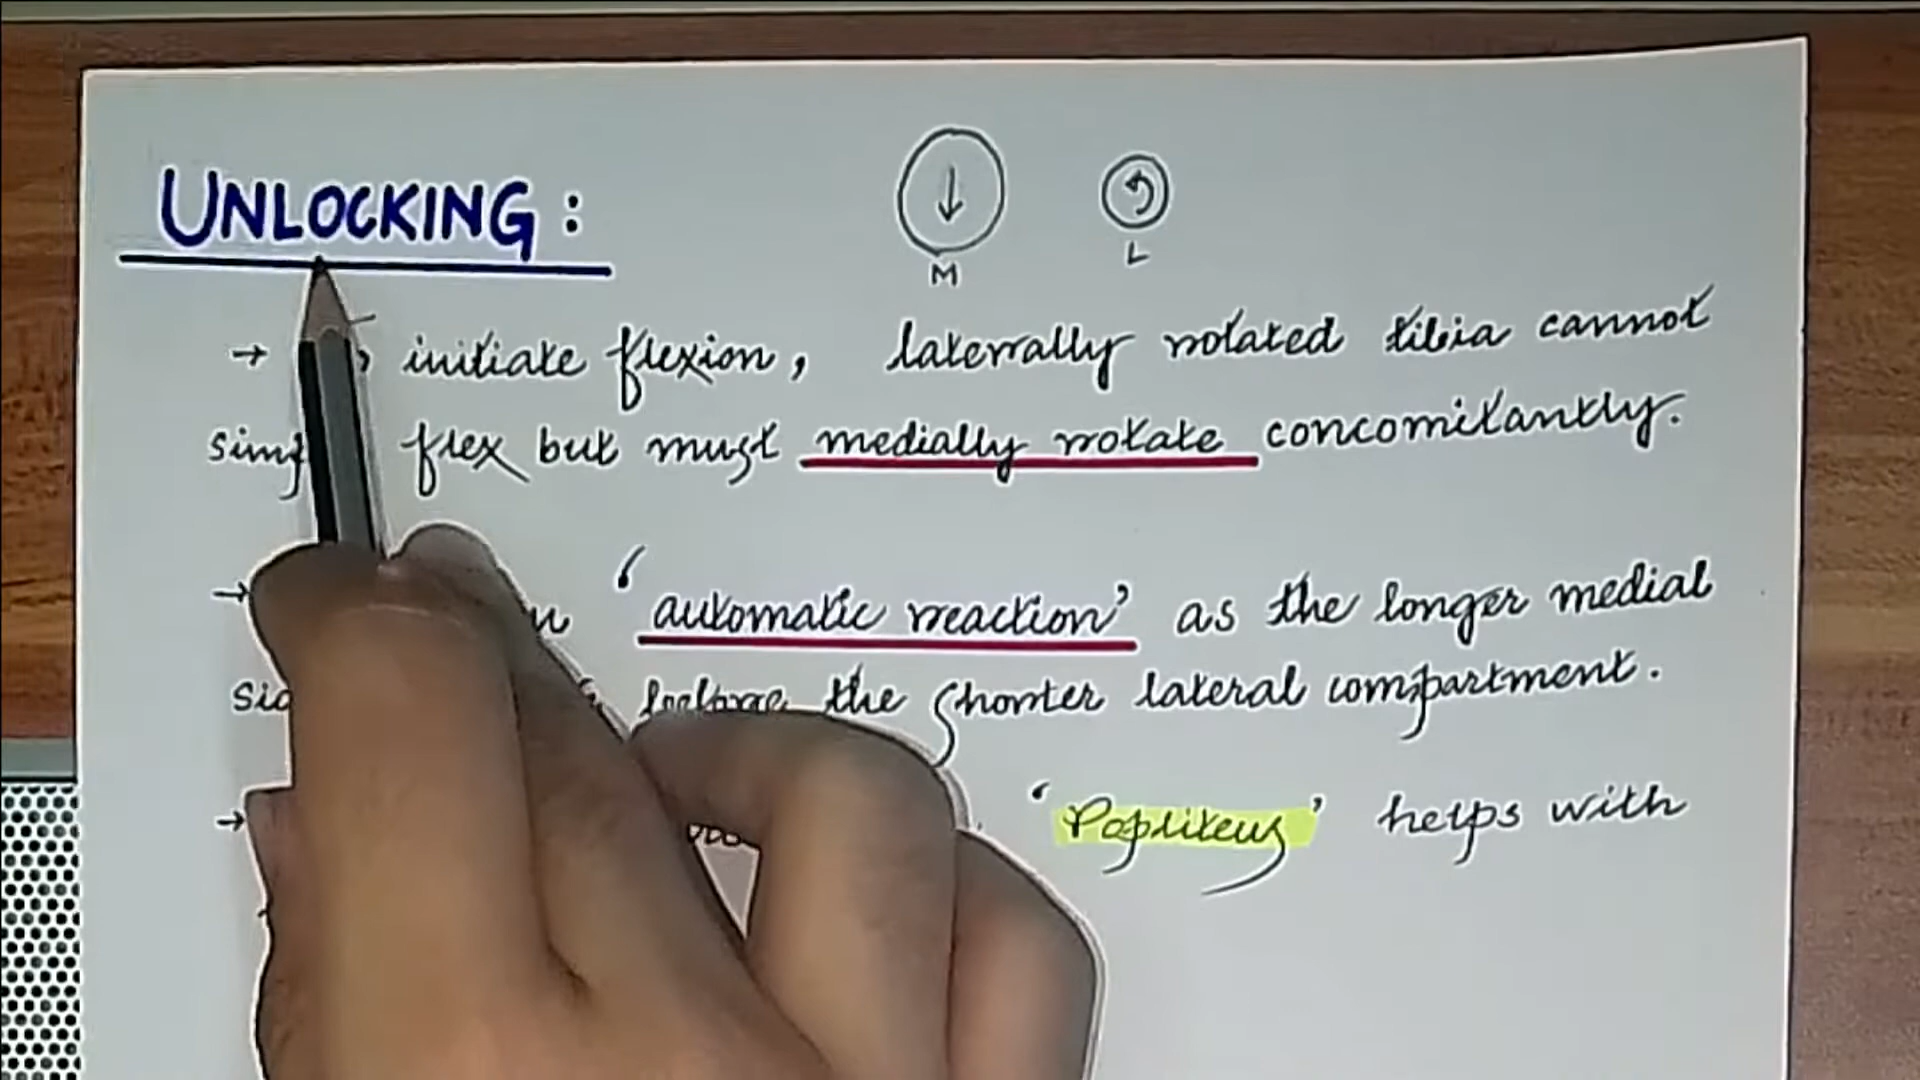 UNLOCKING :
M L
→ initiate flexion, laterally rotated tibia cannot
flex but must medially rotate concomitantly.
→ 'automatic reaction' as the longer medial
before the shorter lateral compartment.
→ 'Popliteus' helps with